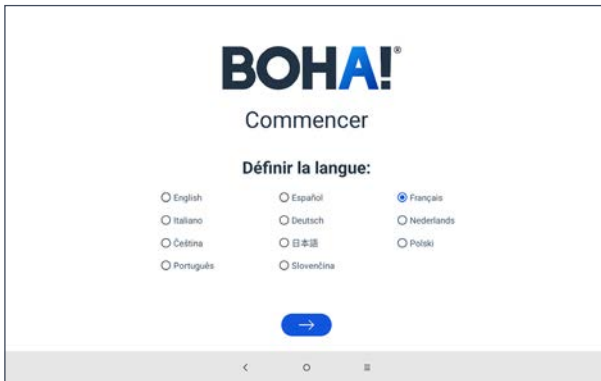 BOHA!®
Commencer
Définir la langue:
English Español Français
Italiano Deutsch Nederlands
Čeština 日本語 Polski
Português Slovenčina